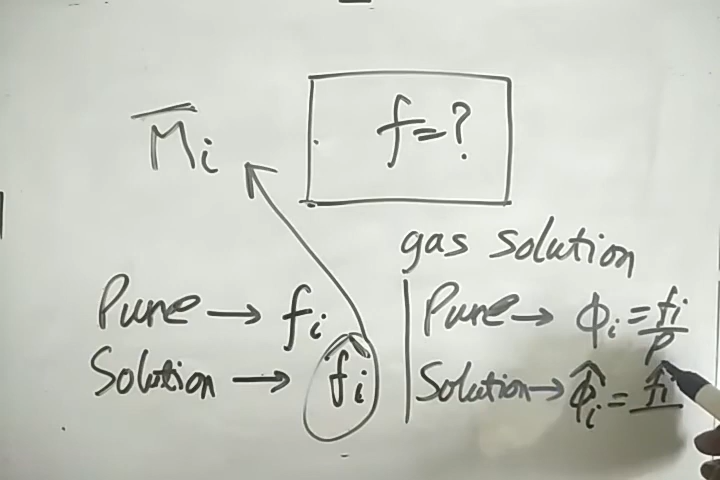 M̅i
f=?
gas solution
Pure → fi
Solution → f̂i
Pure → ϕi = fi/P
Solution → ϕ̂i = f̂i